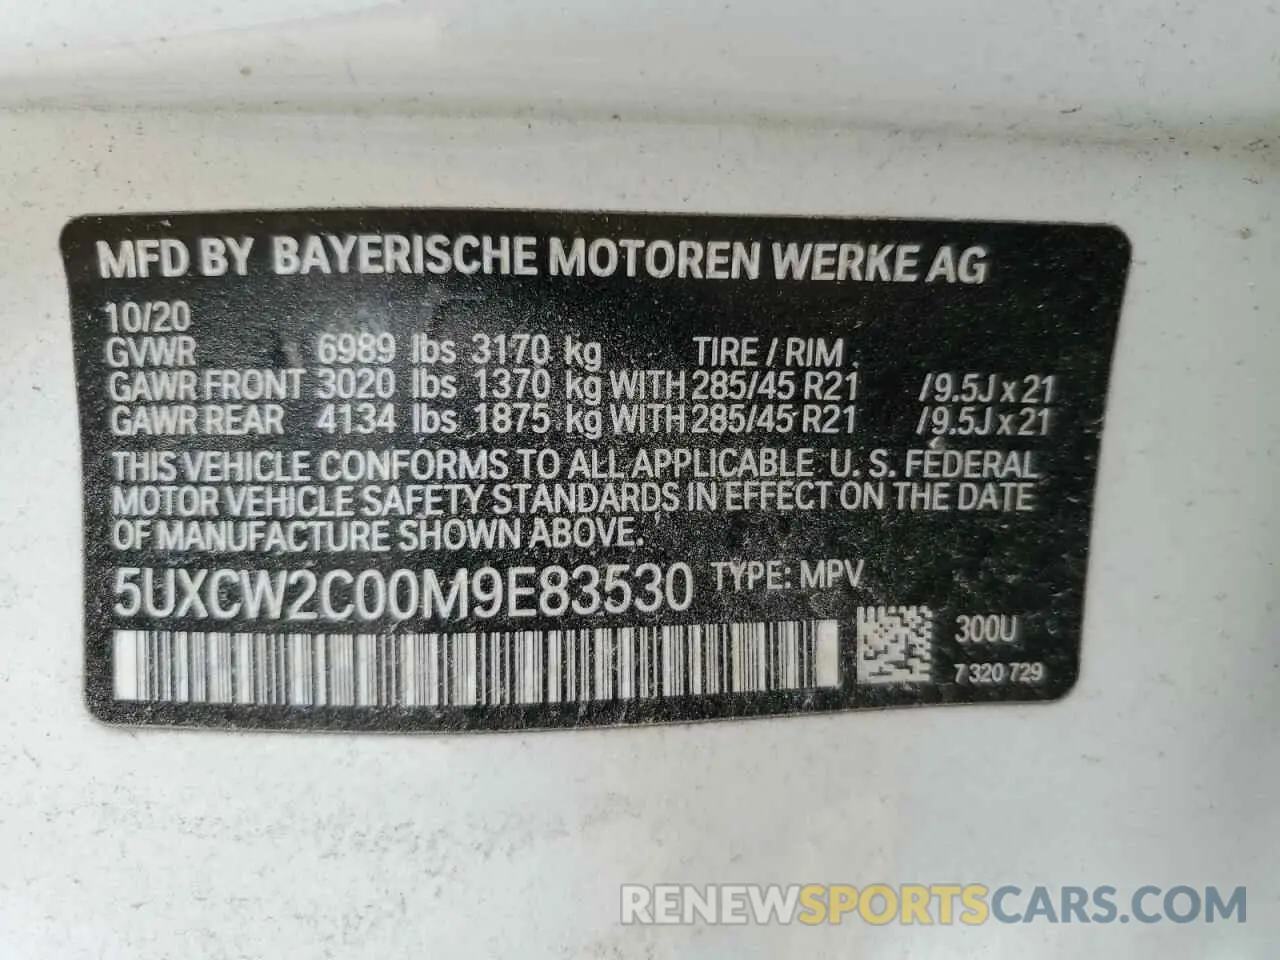 MFD BY BAYERISCHE MOTOREN WERKE AG
10/20
GVWR 6989 lbs 3170 kg TIRE / RIM
GAWR FRONT 3020 lbs 1370 kg WITH 285/45 R21 /9.5J x 21
GAWR REAR 4134 lbs 1875 kg WITH 285/45 R21 /9.5J x 21
THIS VEHICLE CONFORMS TO ALL APPLICABLE U. S. FEDERAL
MOTOR VEHICLE SAFETY STANDARDS IN EFFECT ON THE DATE
OF MANUFACTURE SHOWN ABOVE.
5UXCW2C00M9E83530 TYPE: MPV
300U
7 320 729
RENEWSPORTSCARS.COM